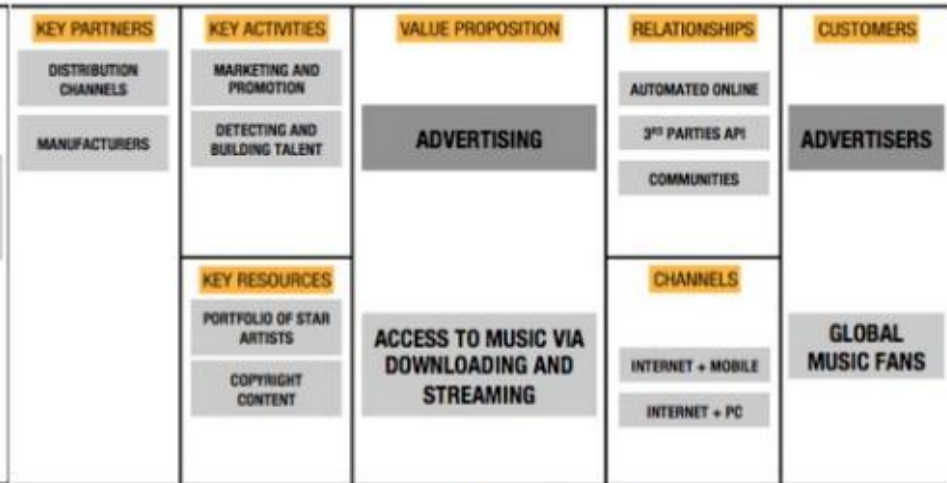 KEY PARTNERS
DISTRIBUTION
CHANNELS
MANUFACTURERS
KEY ACTIVITIES
MARKETING AND
PROMOTION
DETECTING AND
BUILDING TALENT
KEY RESOURCES
PORTFOLIO OF STAR
ARTISTS
COPYRIGHT
CONTENT
VALUE PROPOSITION
ADVERTISING
ACCESS TO MUSIC VIA
DOWNLOADING AND
STREAMING
RELATIONSHIPS
AUTOMATED ONLINE
3RD PARTIES API
COMMUNITIES
CHANNELS
INTERNET + MOBILE
INTERNET + PC
CUSTOMERS
ADVERTISERS
GLOBAL
MUSIC FANS